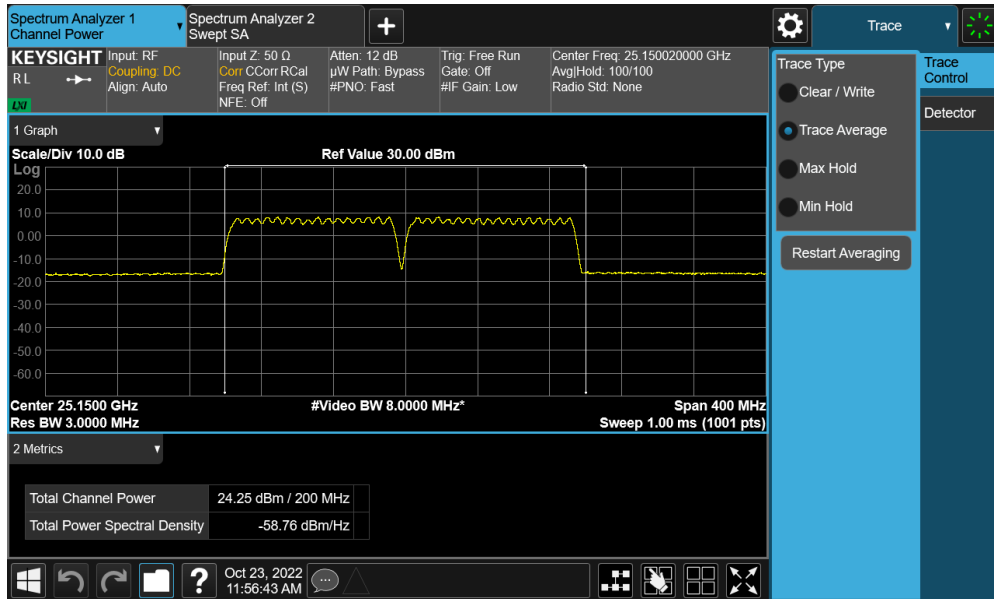 Spectrum Analyzer 1
Channel Power
Spectrum Analyzer 2
Swept SA
+
Trace
KEYSIGHT
R L
LXI
Input: RF
Coupling: DC
Align: Auto
Input Z: 50 Ω
Corr CCorr RCal
Freq Ref: Int (S)
NFE: Off
Atten: 12 dB
µW Path: Bypass
#PNO: Fast
Trig: Free Run
Gate: Off
#IF Gain: Low
Center Freq: 25.150020000 GHz
Avg|Hold: 100/100
Radio Std: None
Trace Type
Clear / Write
Trace Average
Max Hold
Min Hold
Restart Averaging
Trace
Control
Detector
1 Graph
Scale/Div 10.0 dB
Ref Value 30.00 dBm
Log
20.0
10.0
0.00
-10.0
-20.0
-30.0
-40.0
-50.0
-60.0
Center 25.1500 GHz
#Video BW 8.0000 MHz*
Span 400 MHz
Res BW 3.0000 MHz
Sweep 1.00 ms (1001 pts)
2 Metrics
Total Channel Power 24.25 dBm / 200 MHz
Total Power Spectral Density -58.76 dBm/Hz
?
Oct 23, 2022
11:56:43 AM